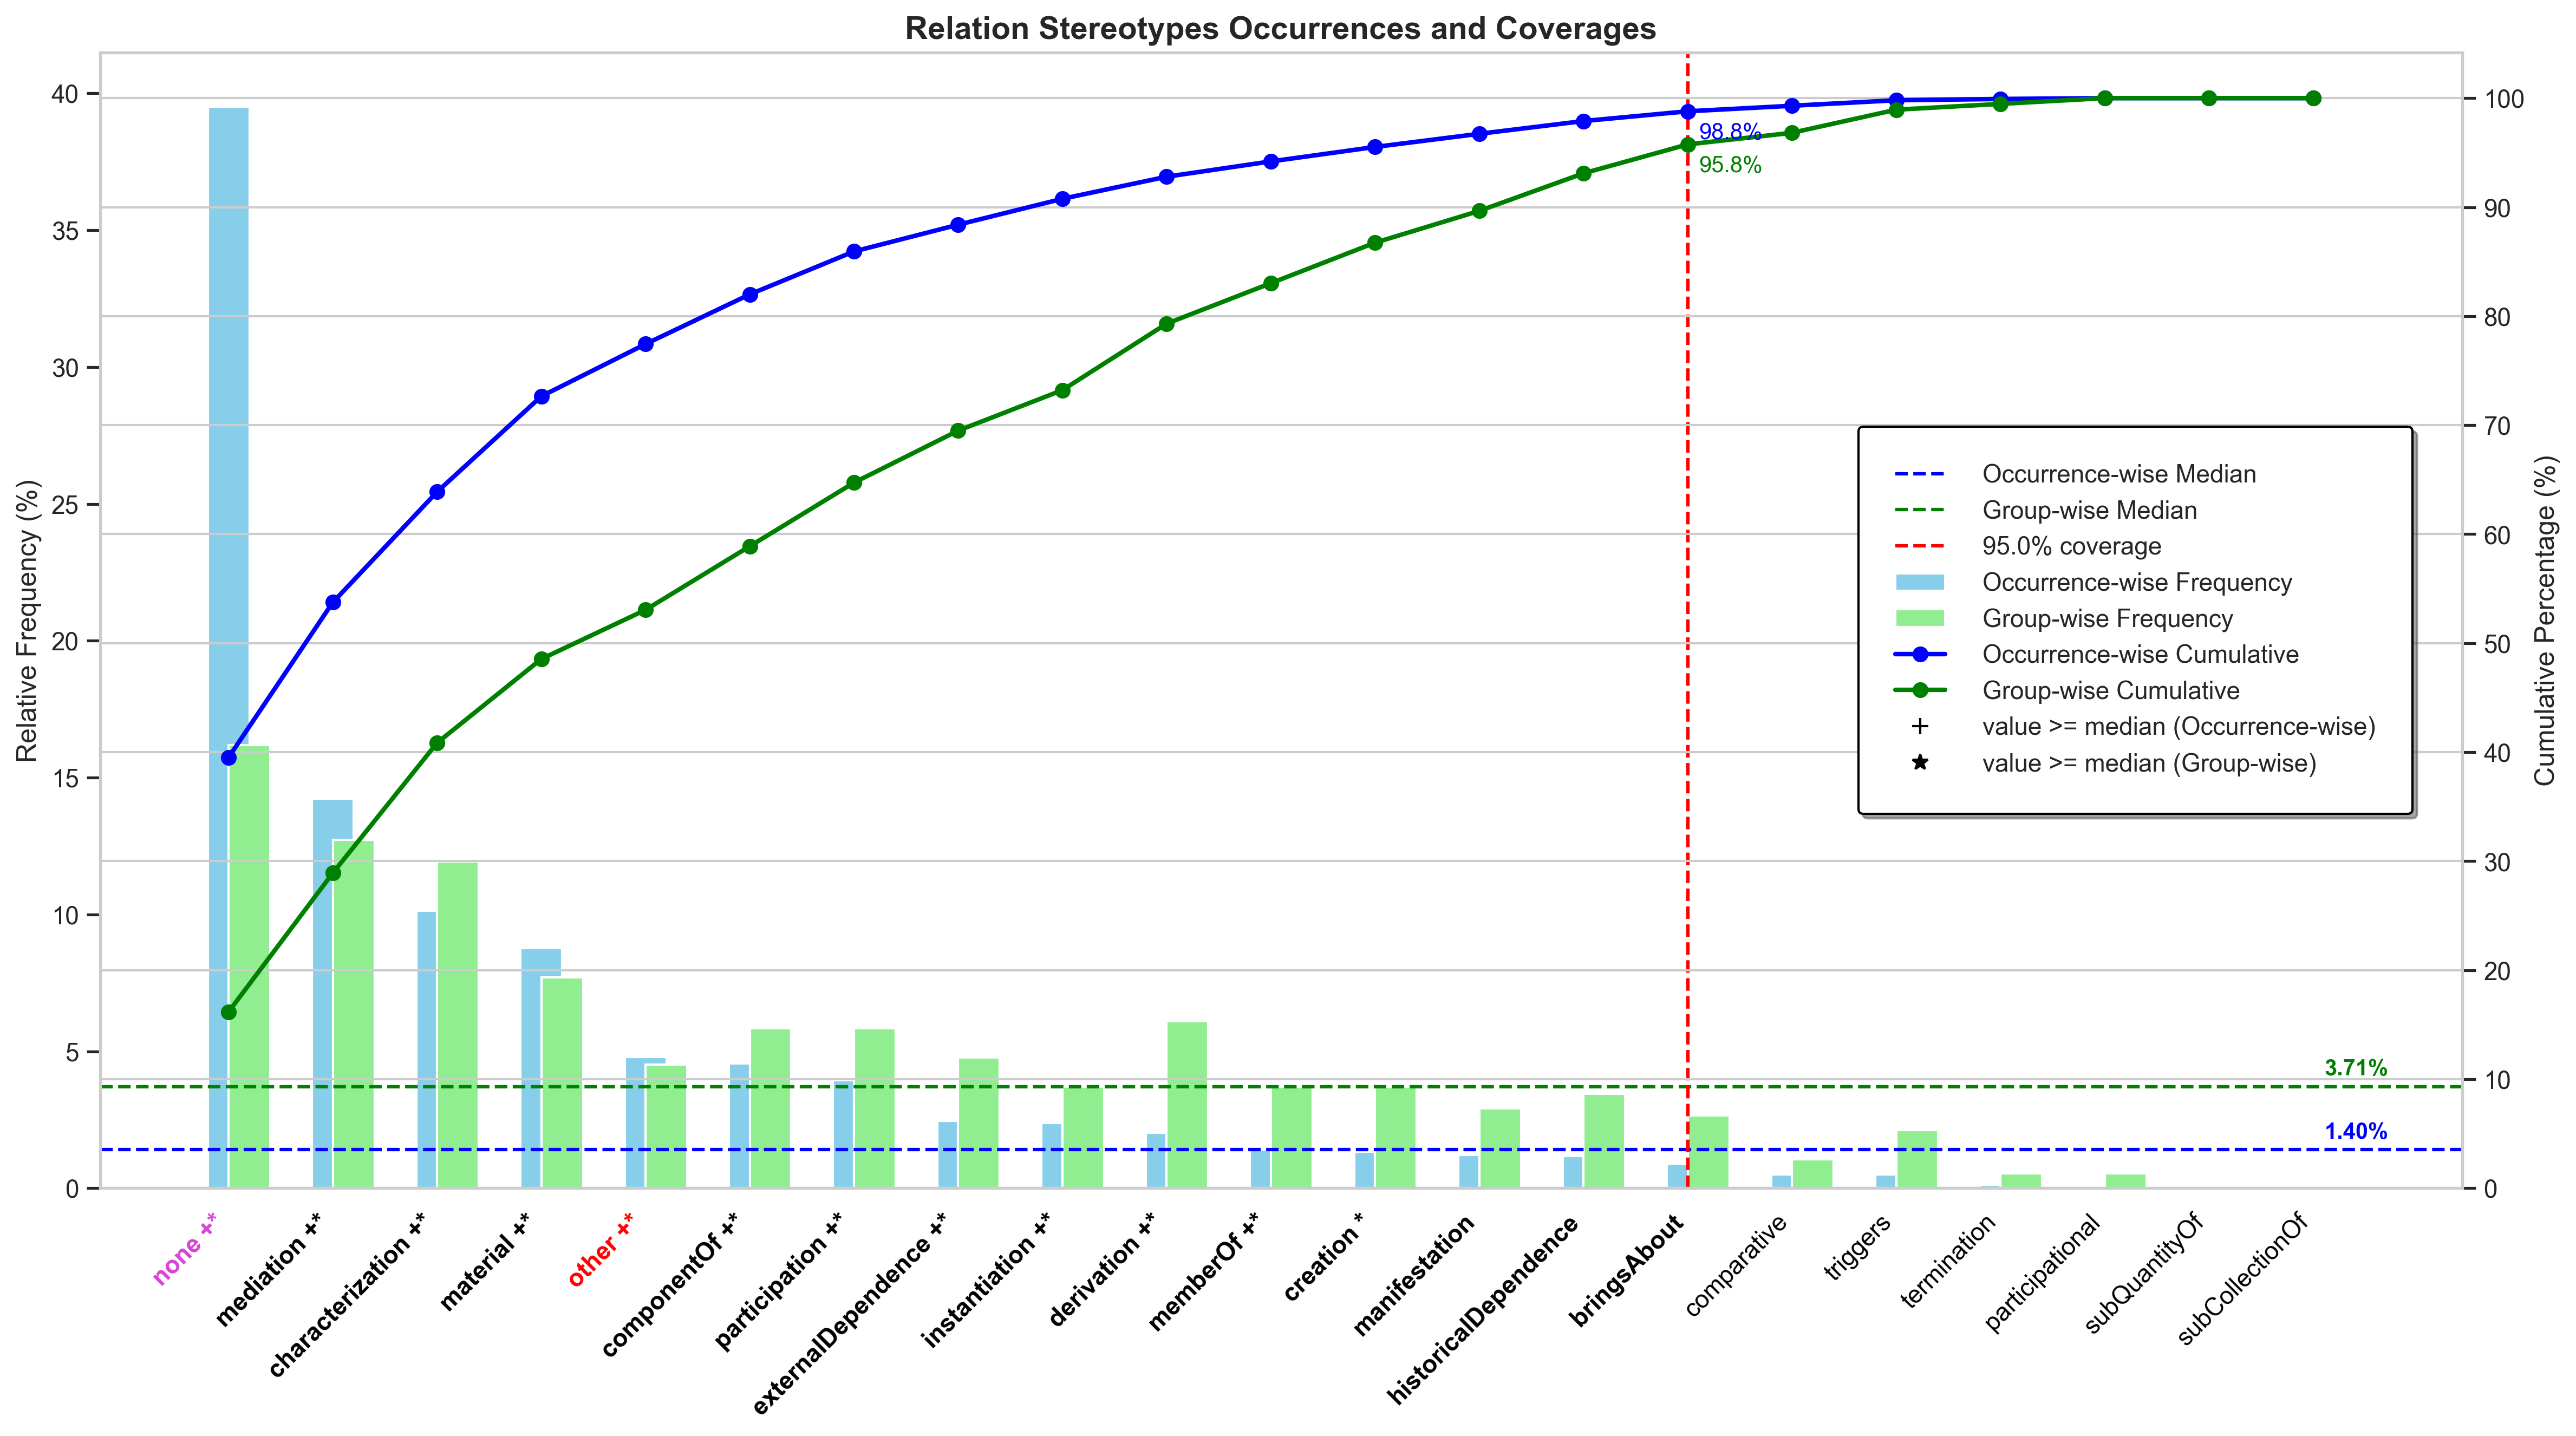 Relation Stereotypes Occurrences and Coverages
Relative Frequency (%)
40
35
30
25
20
15
10
5
0
Cumulative Percentage (%)
100
90
80
70
60
50
40
30
20
10
0
98.8%
95.8%
3.71%
1.40%
Occurrence-wise Median
Group-wise Median
95.0% coverage
Occurrence-wise Frequency
Group-wise Frequency
Occurrence-wise Cumulative
Group-wise Cumulative
value >= median (Occurrence-wise)
value >= median (Group-wise)
none +*
mediation +*
characterization +*
material +*
other +*
componentOf +*
participation +*
externalDependence +*
instantiation +*
derivation +*
memberOf +*
creation *
manifestation
historicalDependence
bringsAbout
comparative
triggers
termination
participational
subQuantityOf
subCollectionOf